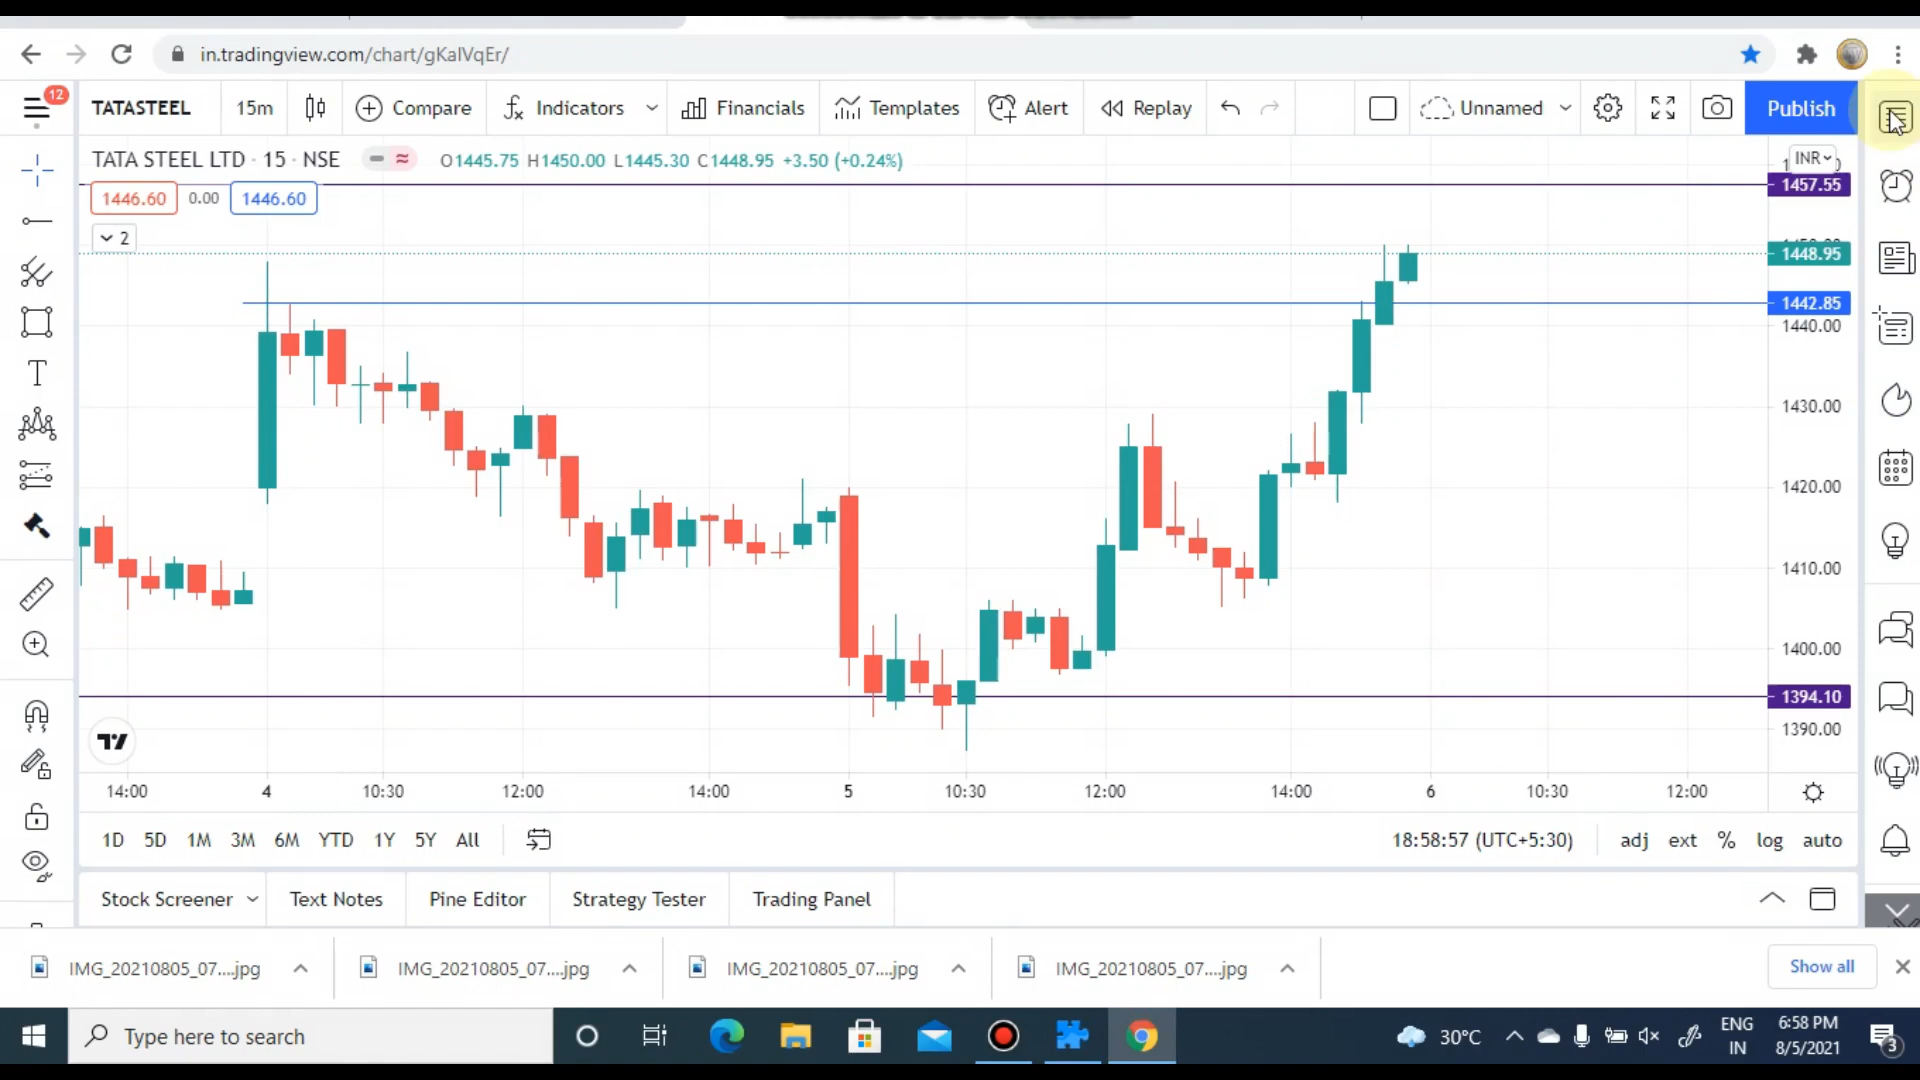 in.tradingview.com/chart/gKalVqEr/
12
TATASTEEL 15m Compare Indicators Financials Templates Alert Replay Unnamed Publish
TATA STEEL LTD · 15 · NSE O1445.75 H1450.00 L1445.30 C1448.95 +3.50 (+0.24%)
INR
1457.55
1446.60 0.00 1446.60
2
1448.95
1442.85
1440.00
1430.00
1420.00
1410.00
1400.00
1394.10
1390.00
14:00 4 10:30 12:00 14:00 5 10:30 12:00 14:00 6 10:30 12:00
1D 5D 1M 3M 6M YTD 1Y 5Y All 18:58:57 (UTC+5:30) adj ext % log auto
Stock Screener Text Notes Pine Editor Strategy Tester Trading Panel
IMG_20210805_07....jpg IMG_20210805_07....jpg IMG_20210805_07....jpg IMG_20210805_07....jpg Show all
Type here to search 30°C ENG 6:58 PM
IN 8/5/2021 3